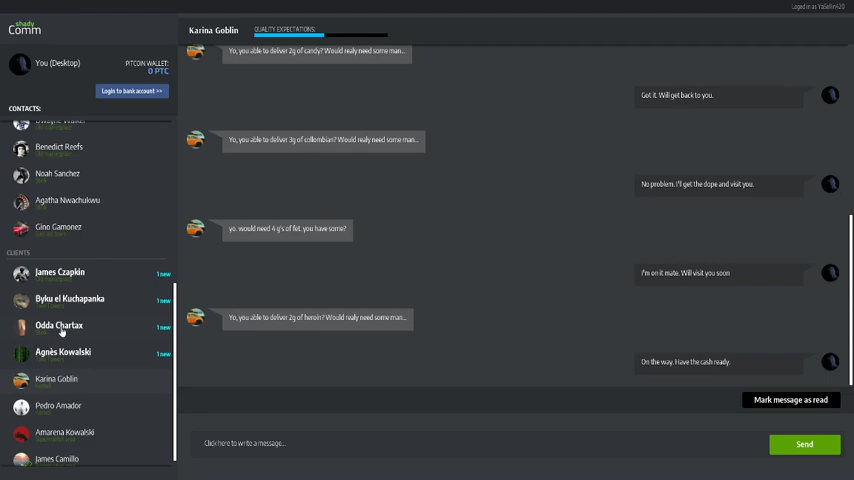 Logged in as YaSellin420
shady
Comm
You (Desktop)
PITCOIN WALLET:
0 PTC
Login to bank account >>
CONTACTS:
Benedict Reefs
Noah Sanchez
Agatha Nwachukwu
Gino Gamonez
CLIENTS
James Czapkin
1 new
Byku el Kuchapanka
1 new
Odda Chartax
1 new
Agnès Kowalski
1 new
Karina Goblin
Pedro Amador
Amarena Kowalski
James Camillo
Karina Goblin
QUALITY EXPECTATIONS:
Yo, you able to deliver 2g of candy? Would realy need some man...
Got it. Will get back to you.
Yo, you able to deliver 3g of collombian? Would realy need some man...
No problem. I'll get the dope and visit you.
yo. would need 4 g's of fet, you have some?
I'm on it mate. Will visit you soon
Yo, you able to deliver 2g of heroin? Would realy need some man...
On the way. Have the cash ready.
Mark message as read
Click here to write a message...
Send